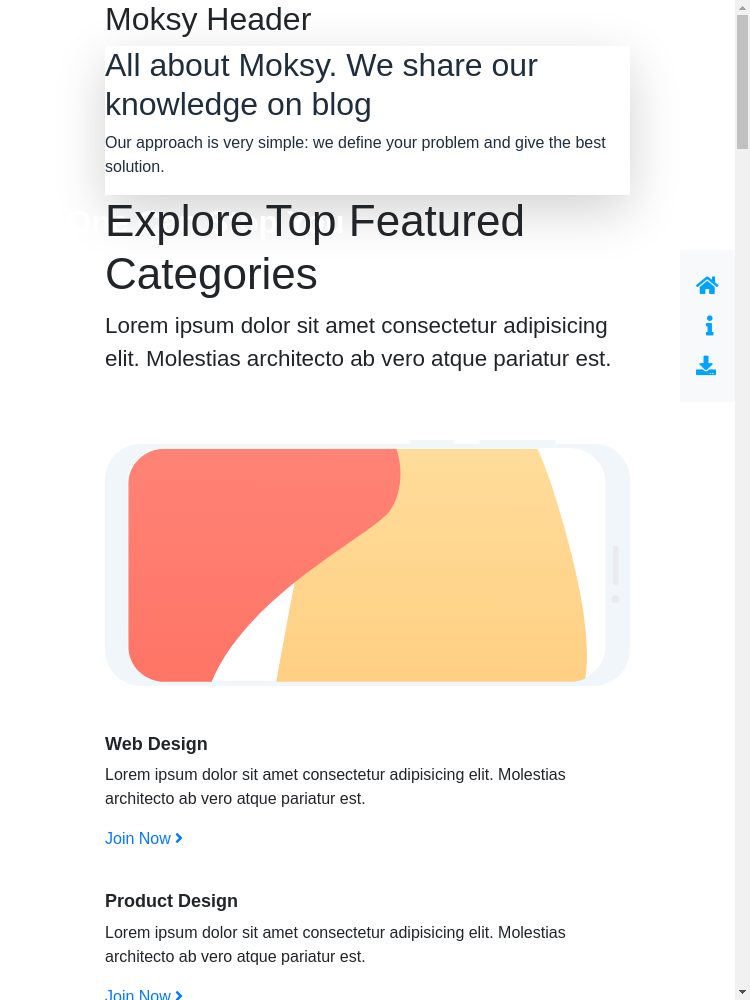 Moksy Header
All about Moksy. We share our
knowledge on blog
Our approach is very simple: we define your problem and give the best
solution.
Explore Top Featured
Categories
Lorem ipsum dolor sit amet consectetur adipisicing
elit. Molestias architecto ab vero atque pariatur est.
Web Design
Lorem ipsum dolor sit amet consectetur adipisicing elit. Molestias
architecto ab vero atque pariatur est.
Join Now
Product Design
Lorem ipsum dolor sit amet consectetur adipisicing elit. Molestias
architecto ab vero atque pariatur est.
Join Now